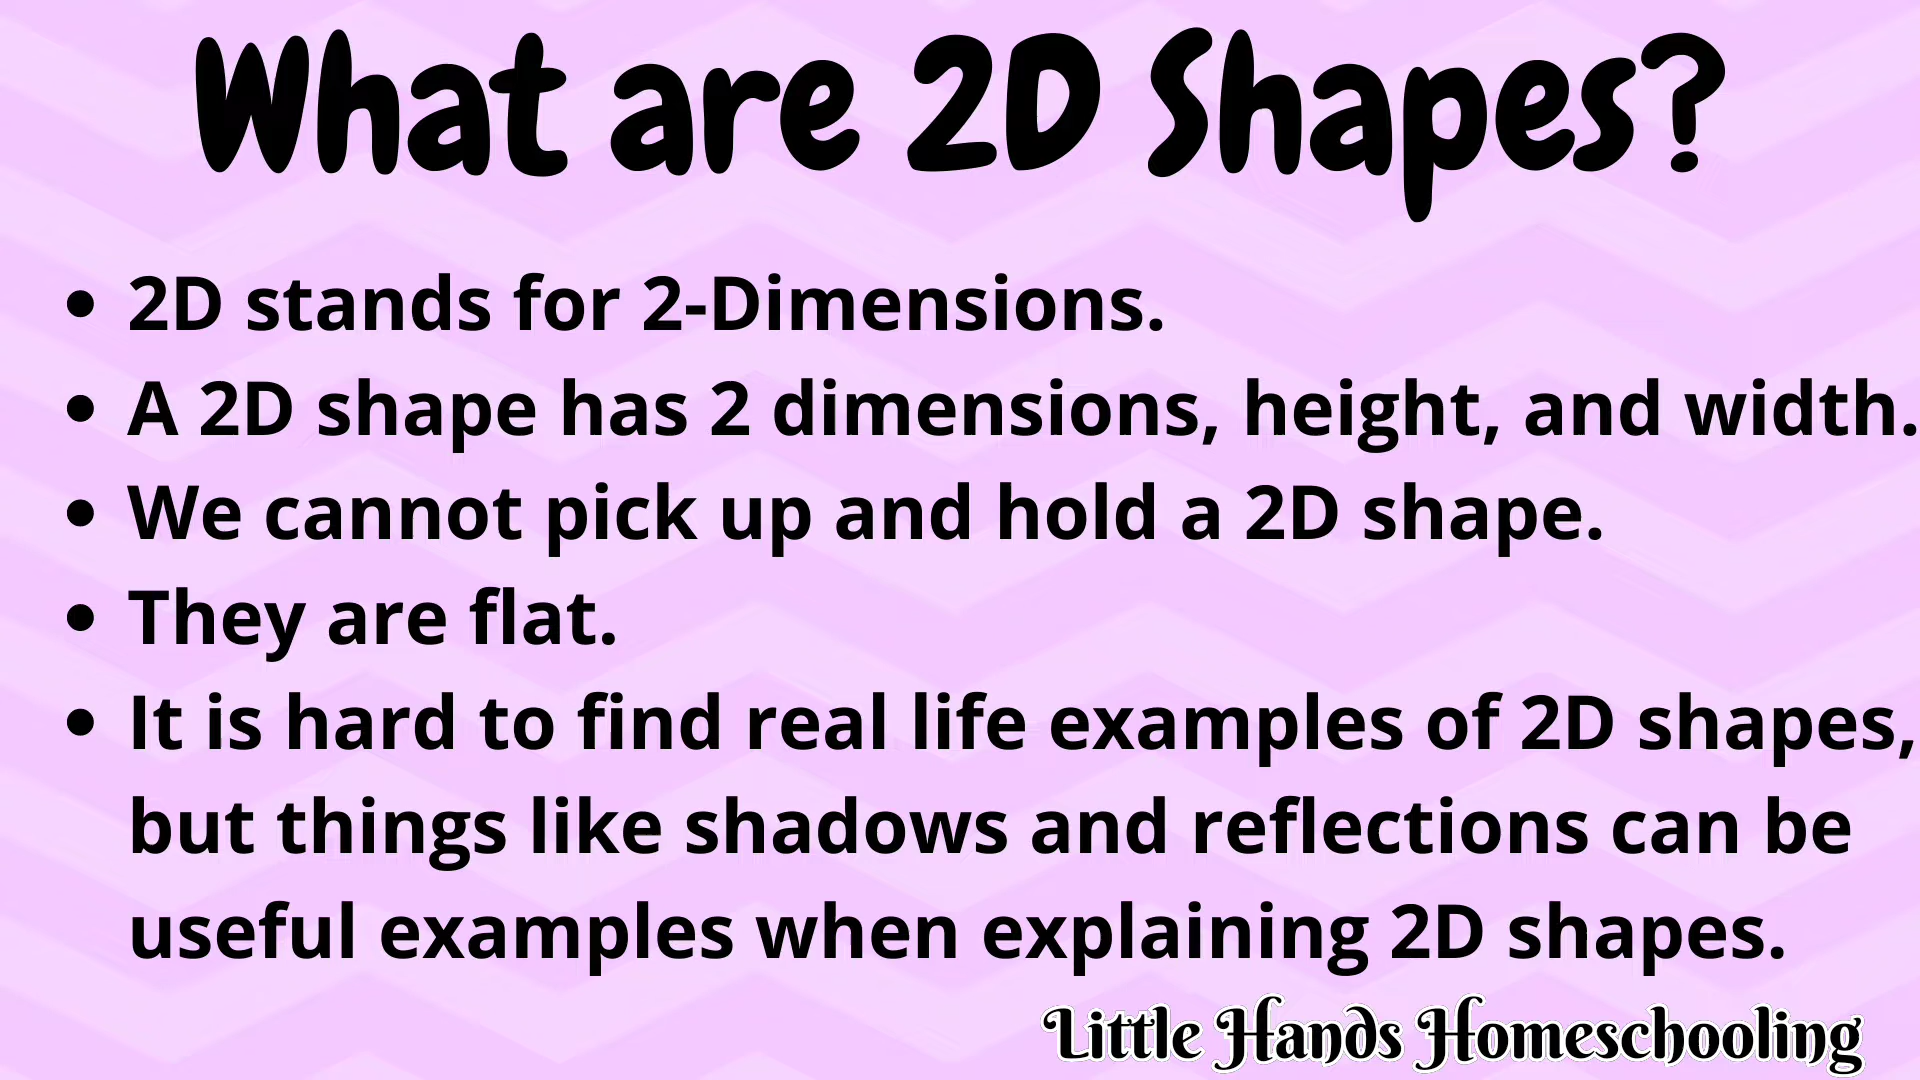 What are 2D Shapes?
• 2D stands for 2-Dimensions.
• A 2D shape has 2 dimensions, height, and width.
• We cannot pick up and hold a 2D shape.
• They are flat.
• It is hard to find real life examples of 2D shapes,
but things like shadows and reflections can be
useful examples when explaining 2D shapes.
Little Hands Homeschooling